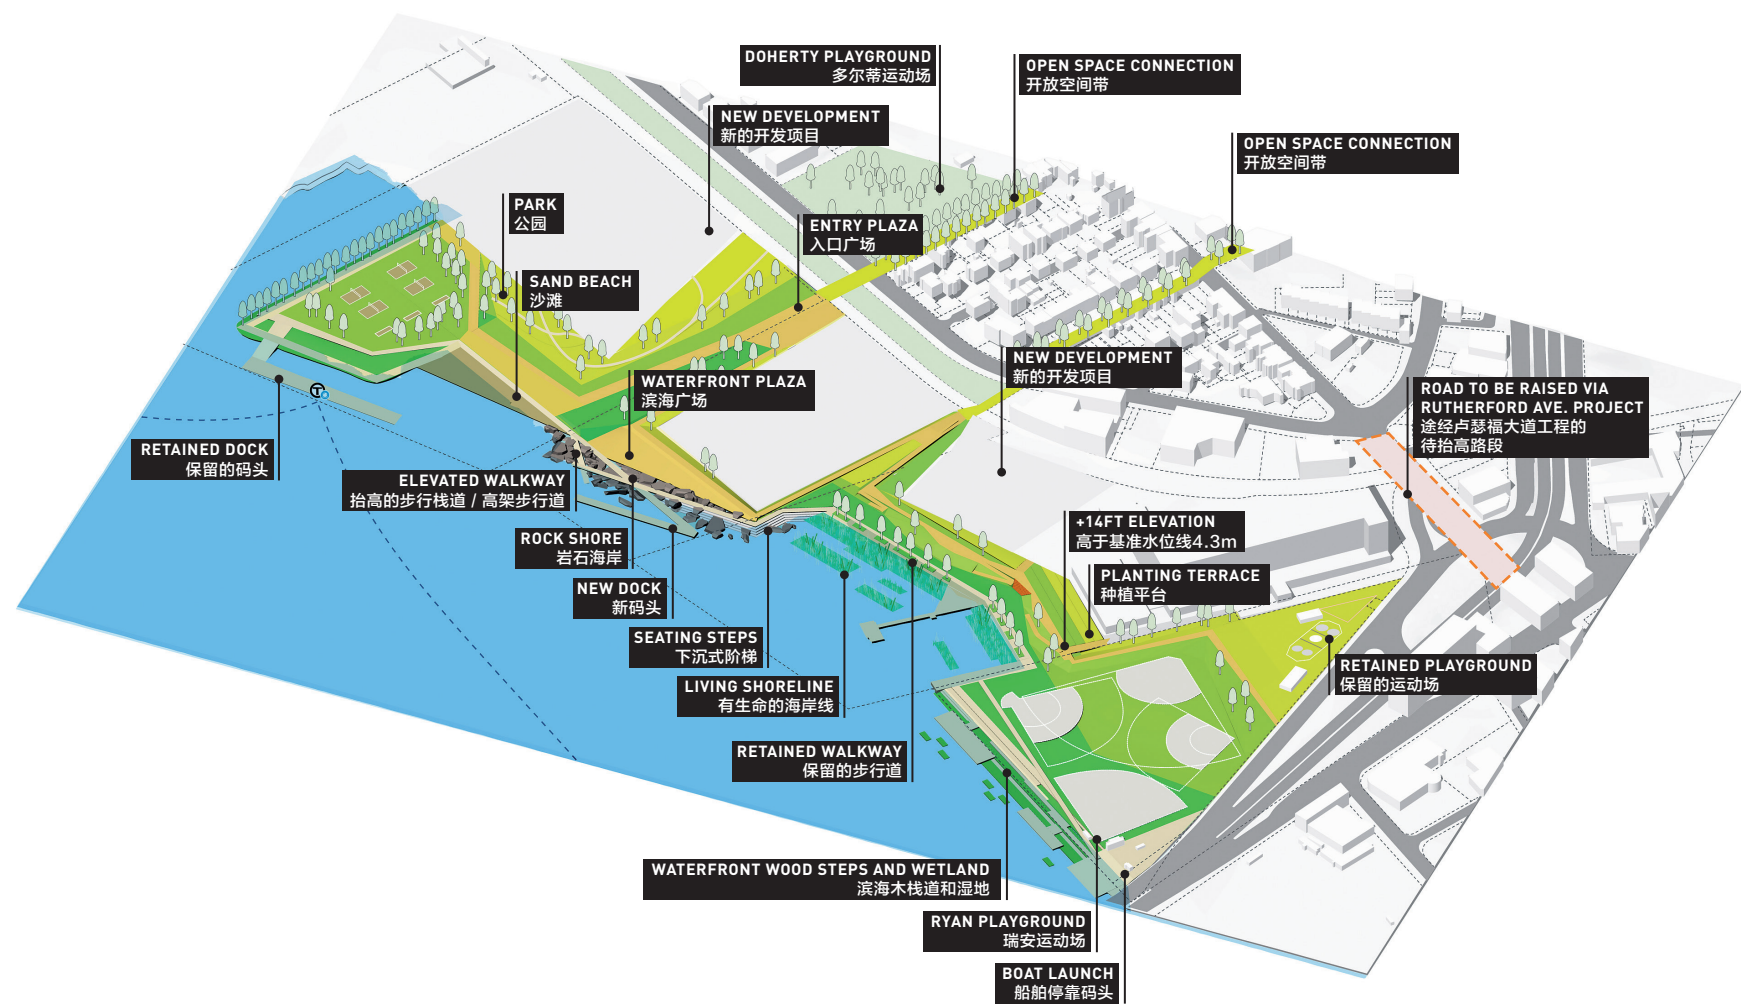 DOHERTY PLAYGROUND
多尔蒂运动场
OPEN SPACE CONNECTION
开放空间带
NEW DEVELOPMENT
新的开发项目
OPEN SPACE CONNECTION
开放空间带
PARK
公园
ENTRY PLAZA
入口广场
SAND BEACH
沙滩
NEW DEVELOPMENT
新的开发项目
WATERFRONT PLAZA
滨海广场
ROAD TO BE RAISED VIA
RUTHERFORD AVE. PROJECT
途经卢瑟福大道工程的
待抬高路段
T
RETAINED DOCK
保留的码头
ELEVATED WALKWAY
抬高的步行栈道 / 高架步行道
+14FT ELEVATION
高于基准水位线4.3m
ROCK SHORE
岩石海岸
PLANTING TERRACE
种植平台
NEW DOCK
新码头
SEATING STEPS
下沉式阶梯
RETAINED PLAYGROUND
保留的运动场
LIVING SHORELINE
有生命的海岸线
RETAINED WALKWAY
保留的步行道
WATERFRONT WOOD STEPS AND WETLAND
滨海木栈道和湿地
RYAN PLAYGROUND
瑞安运动场
BOAT LAUNCH
船舶停靠码头